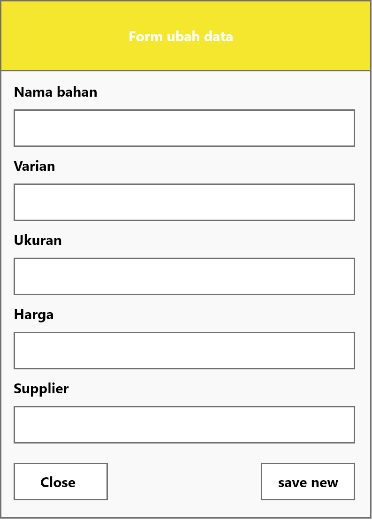 Form ubah data
Nama bahan
Varian
Ukuran
Harga
Supplier
Close
save new